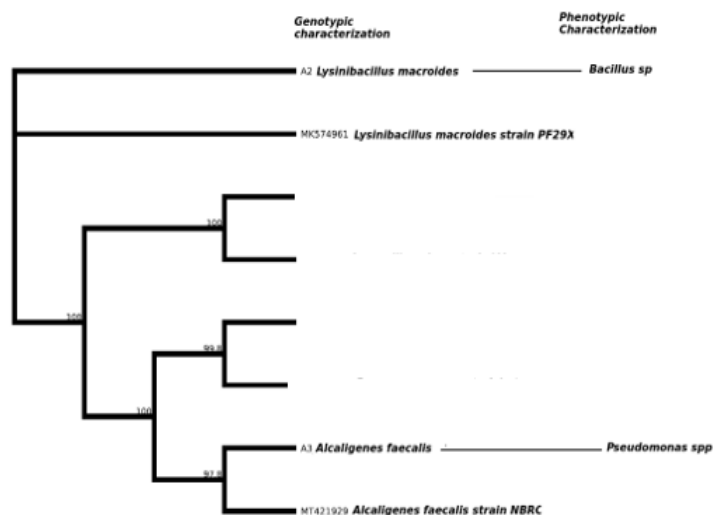 Genotypic
characterization
Phenotypic
Characterization
A2 Lysinibacillus macroides
Bacillus sp
MK574961 Lysinibacillus macroides strain PF29X
100
100
99.8
100
A3 Alcaligenes faecalis
Pseudomonas spp
97.8
MT421929 Alcaligenes faecalis strain NBRC